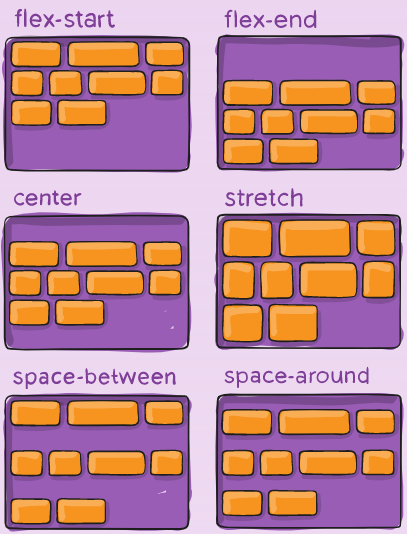 flex-start
flex-end
center
stretch
space-between
space-around